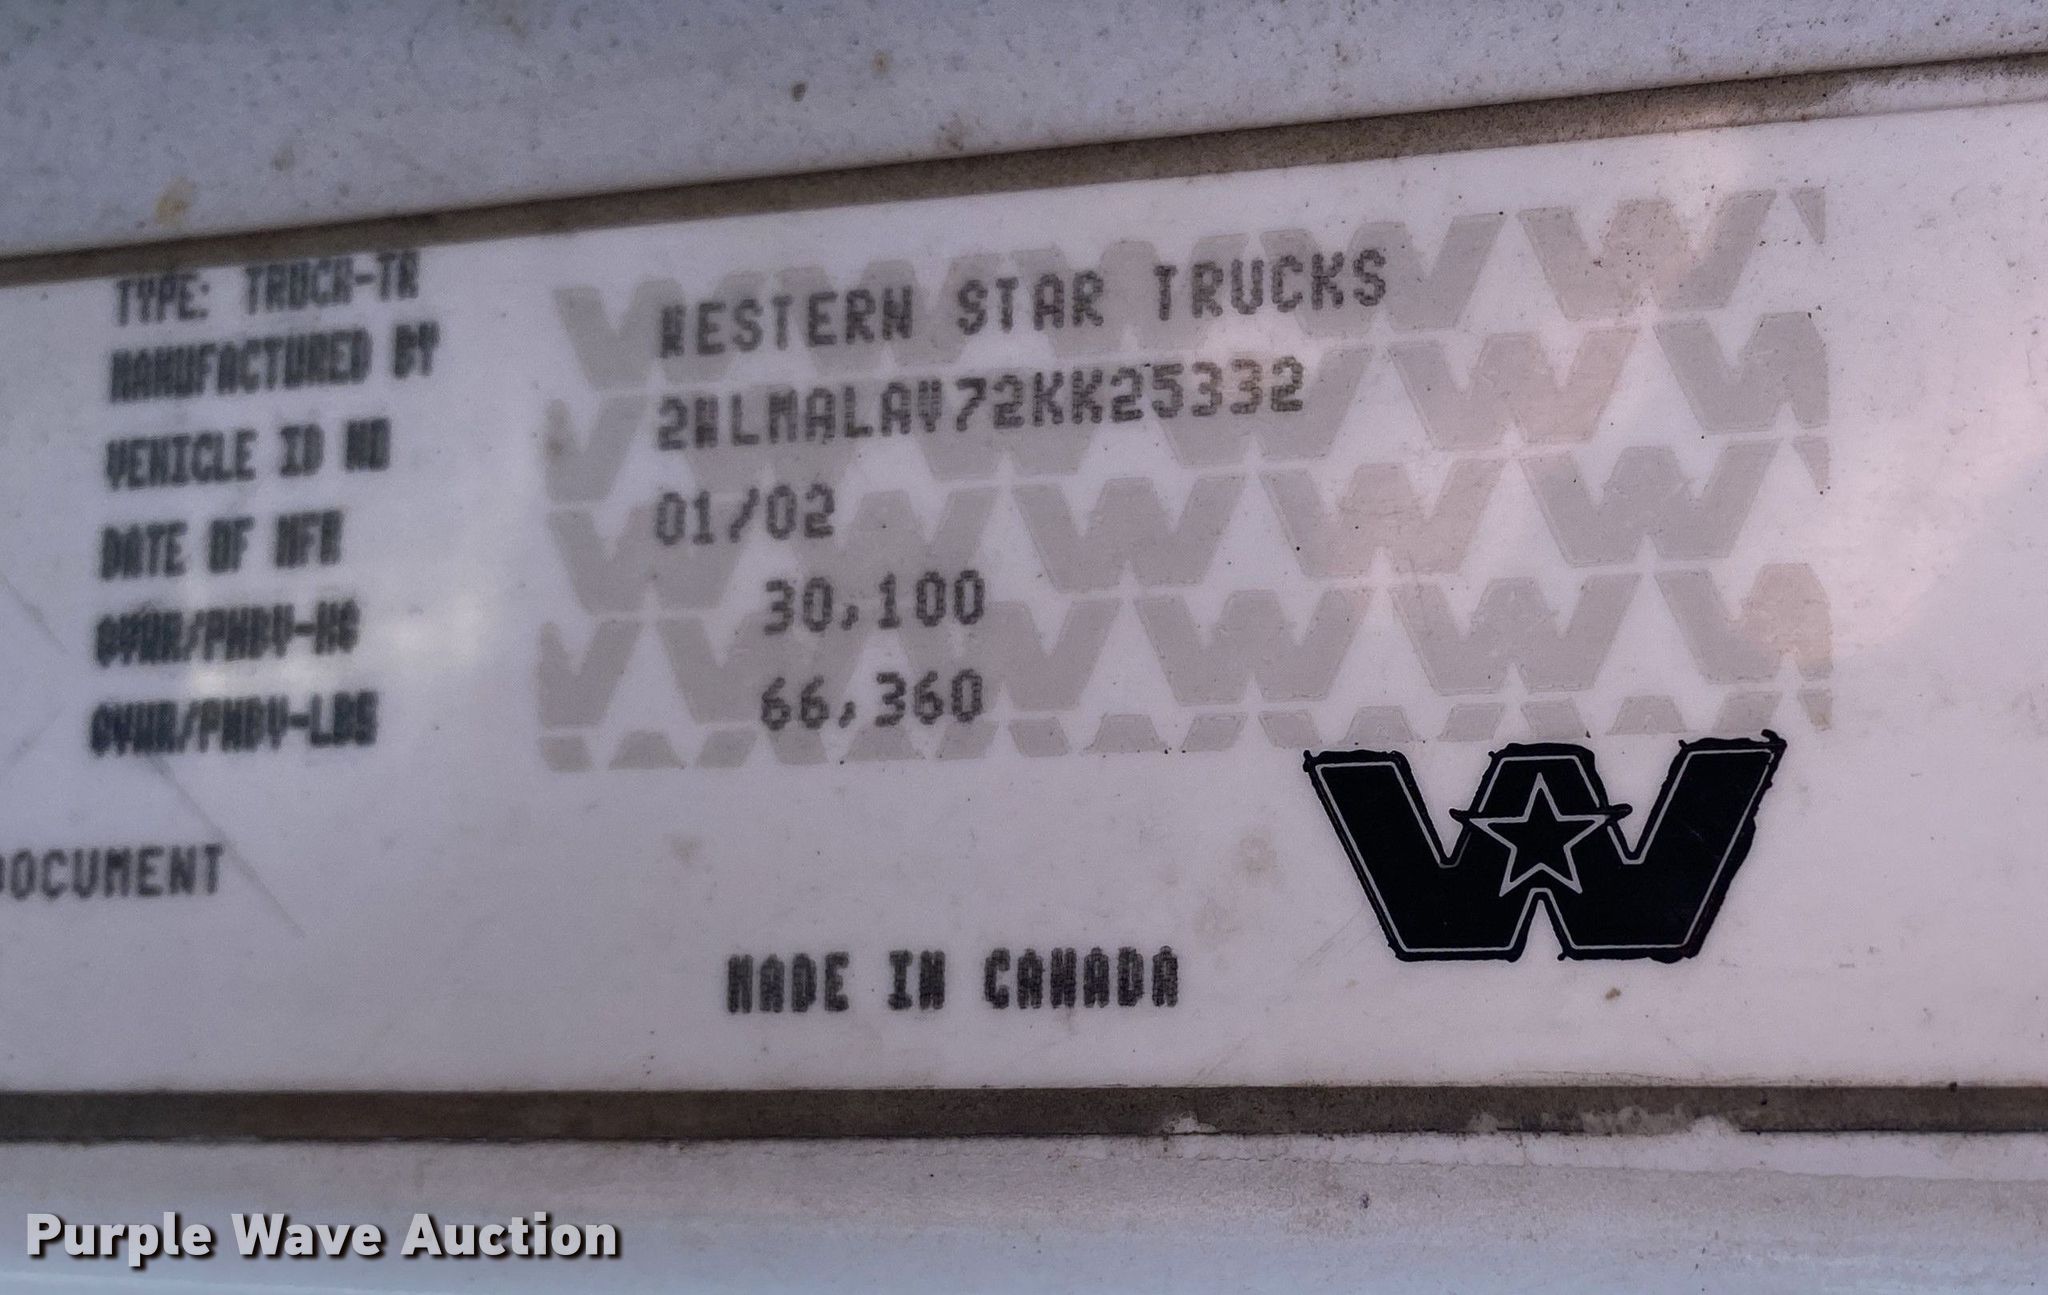 TYPE: TRUCK-TR
MANUFACTURED BY WESTERN STAR TRUCKS
VEHICLE ID NO 2WLMALAV72KK25332
DATE OF MFR 01/02
GVWR/PNBV-KG 30,100
GVWR/PNBV-LBS 66,360
DOCUMENT
MADE IN CANADA
Purple Wave Auction